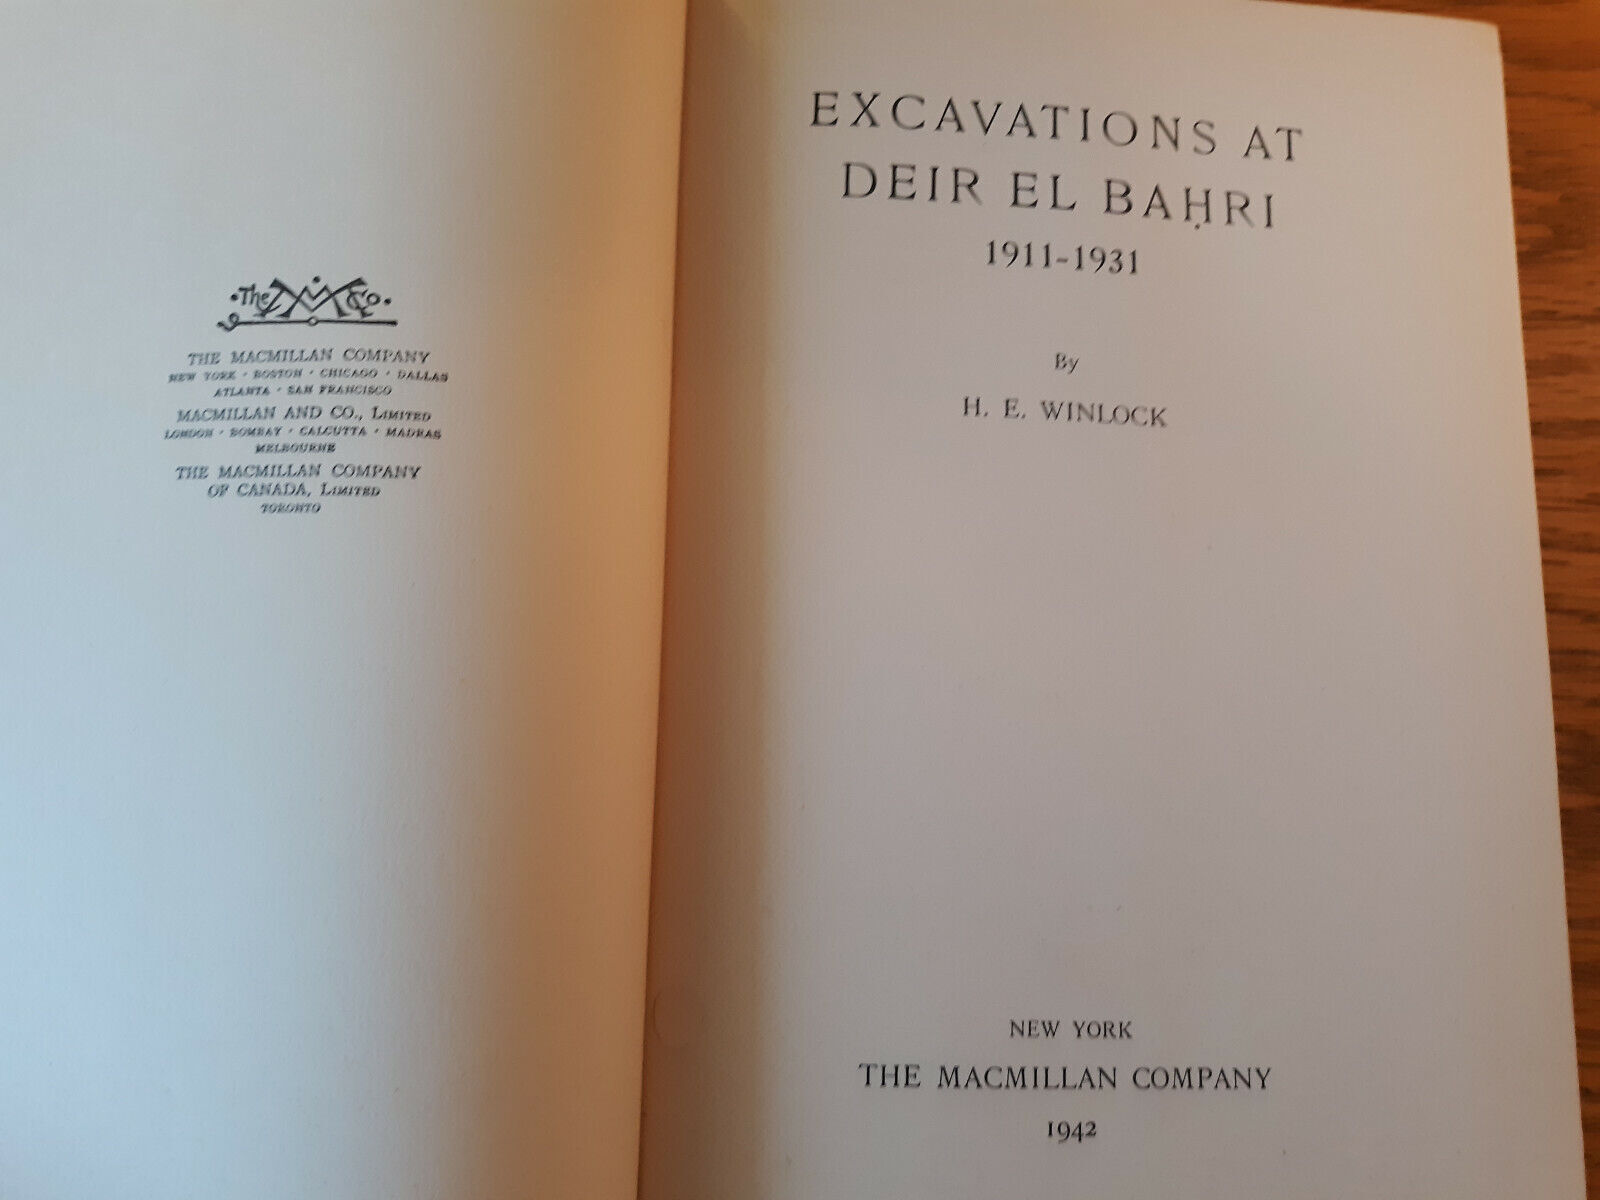 The M Co.
THE MACMILLAN COMPANY
NEW YORK · BOSTON · CHICAGO · DALLAS
ATLANTA · SAN FRANCISCO
MACMILLAN AND CO., LIMITED
LONDON · BOMBAY · CALCUTTA · MADRAS
MELBOURNE
THE MACMILLAN COMPANY
OF CANADA, LIMITED
TORONTO
EXCAVATIONS AT
DEIR EL BAḤRI
1911-1931
By
H. E. WINLOCK
NEW YORK
THE MACMILLAN COMPANY
1942